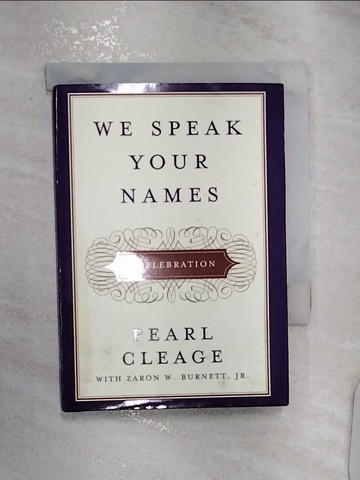 WE SPEAK
YOUR
NAMES
CELEBRATION
PEARL
CLEAGE
WITH ZARON W. BURNETT, JR.